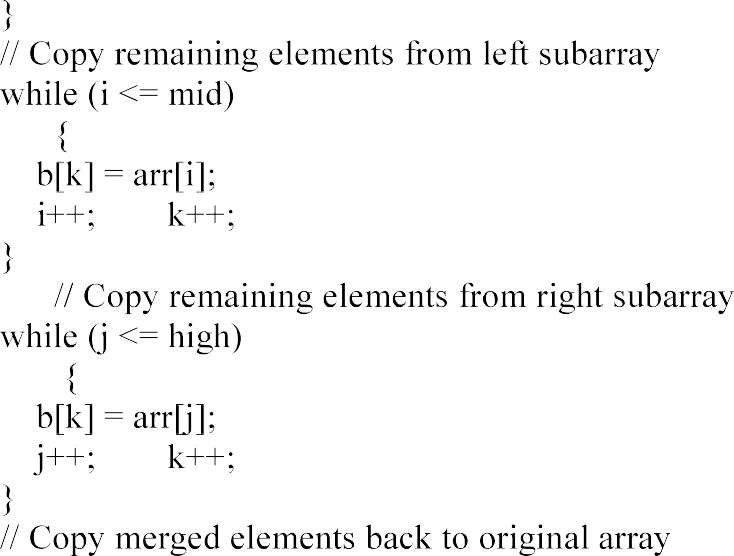 }
// Copy remaining elements from left subarray
while (i <= mid)
{
b[k] = arr[i];
i++; k++;
}
// Copy remaining elements from right subarray
while (j <= high)
{
b[k] = arr[j];
j++; k++;
}
// Copy merged elements back to original array